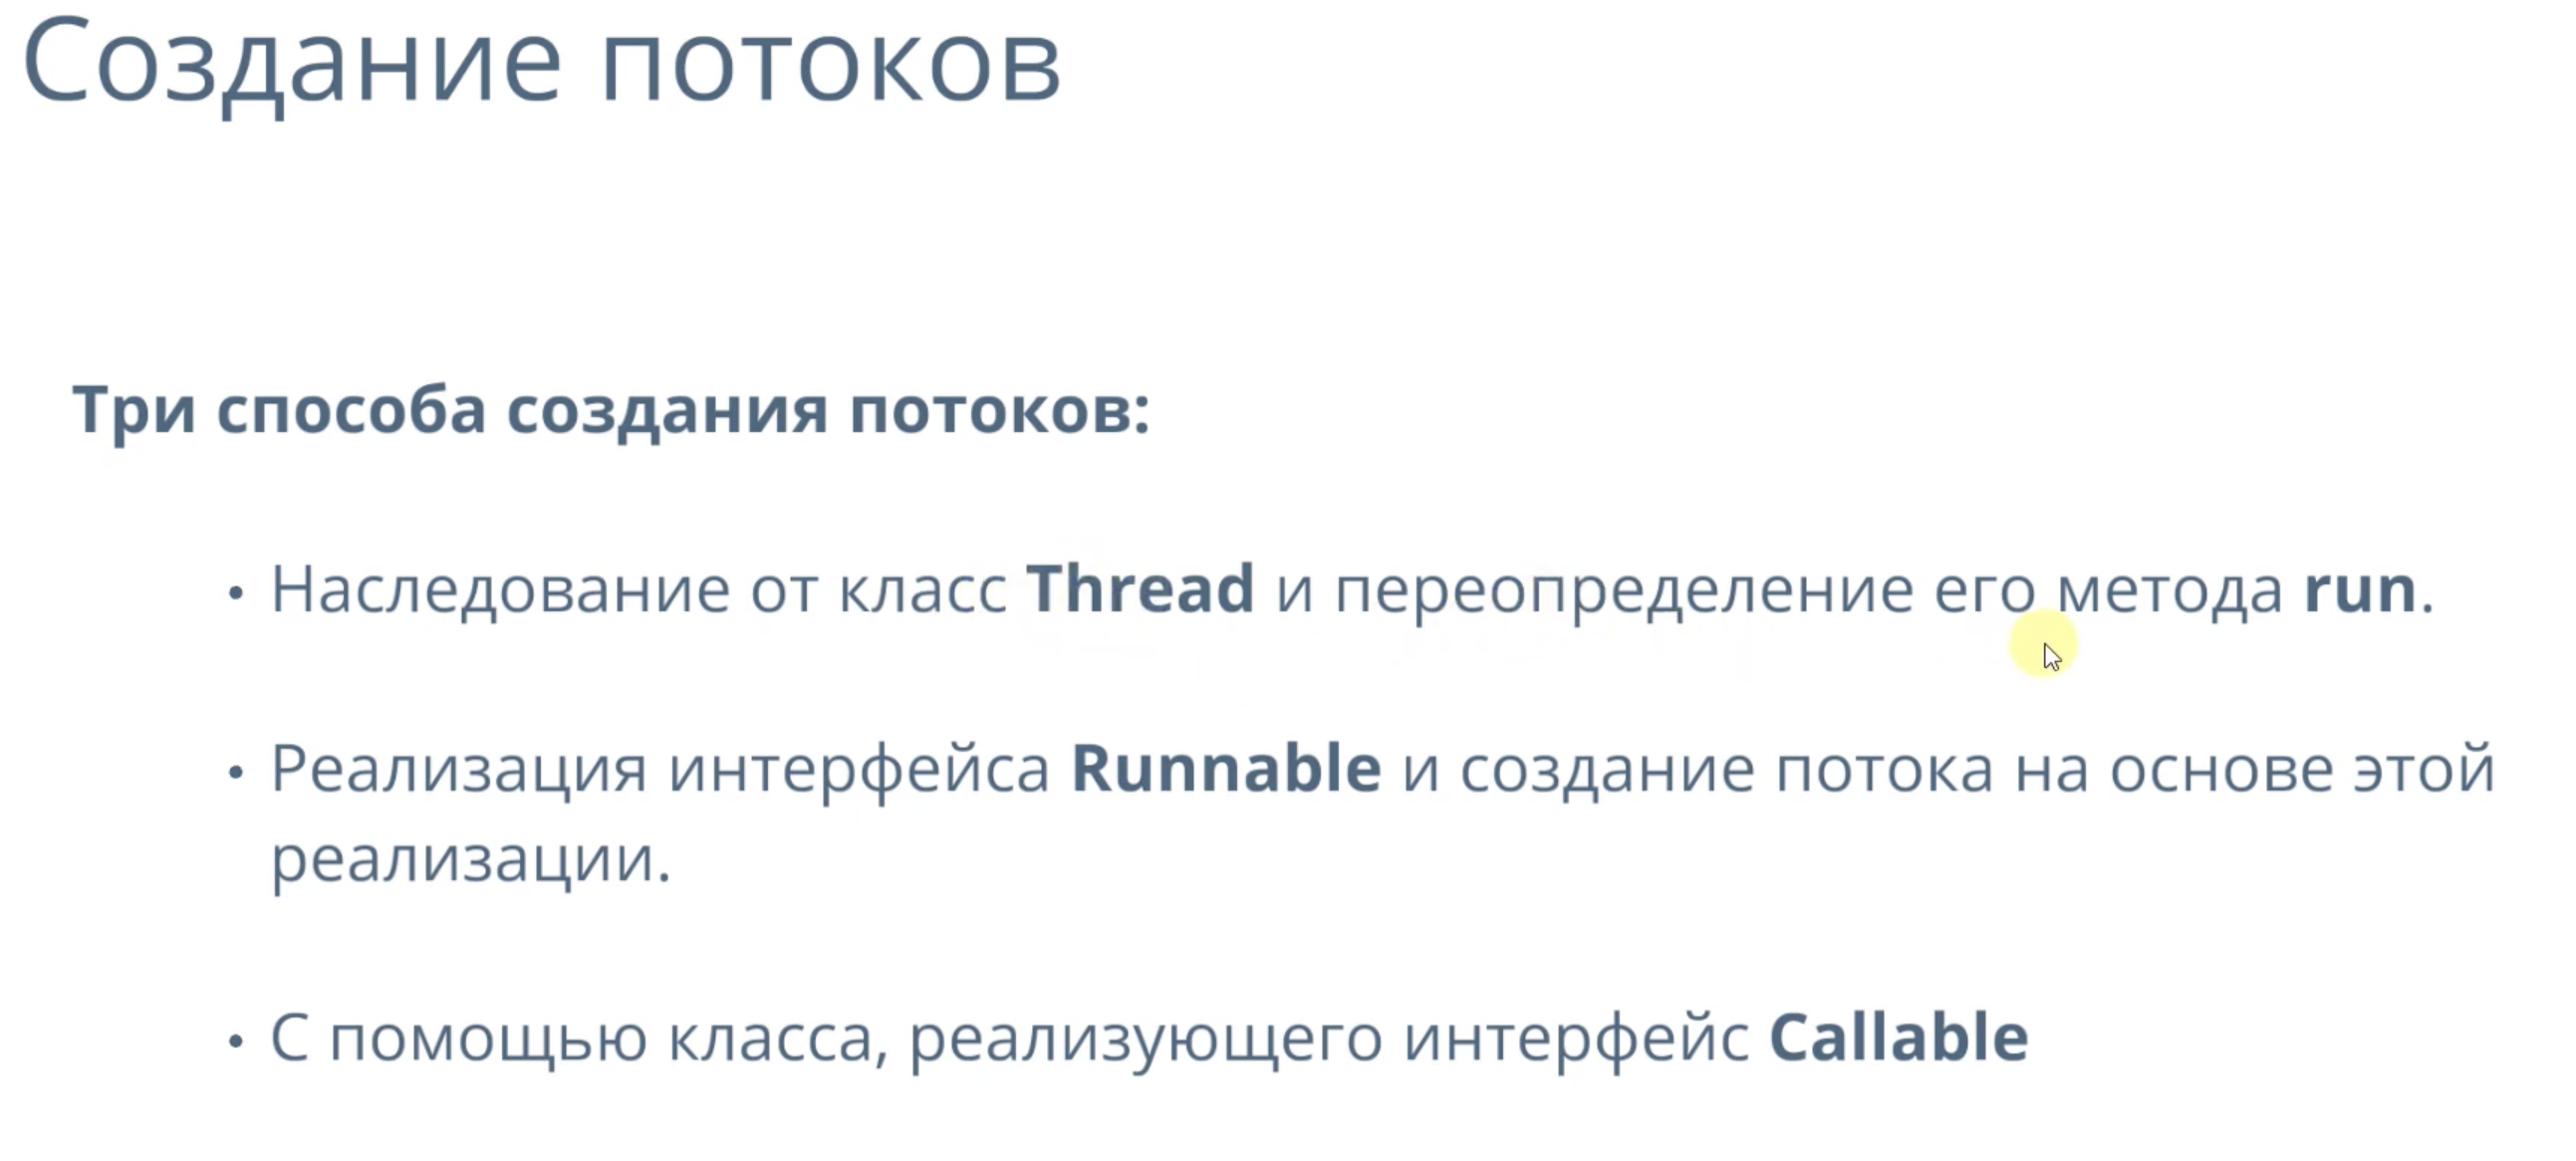 Создание потоков
Три способа создания потоков:
• Наследование от класс Thread и переопределение его метода run.
• Реализация интерфейса Runnable и создание потока на основе этой
реализации.
• С помощью класса, реализующего интерфейс Callable